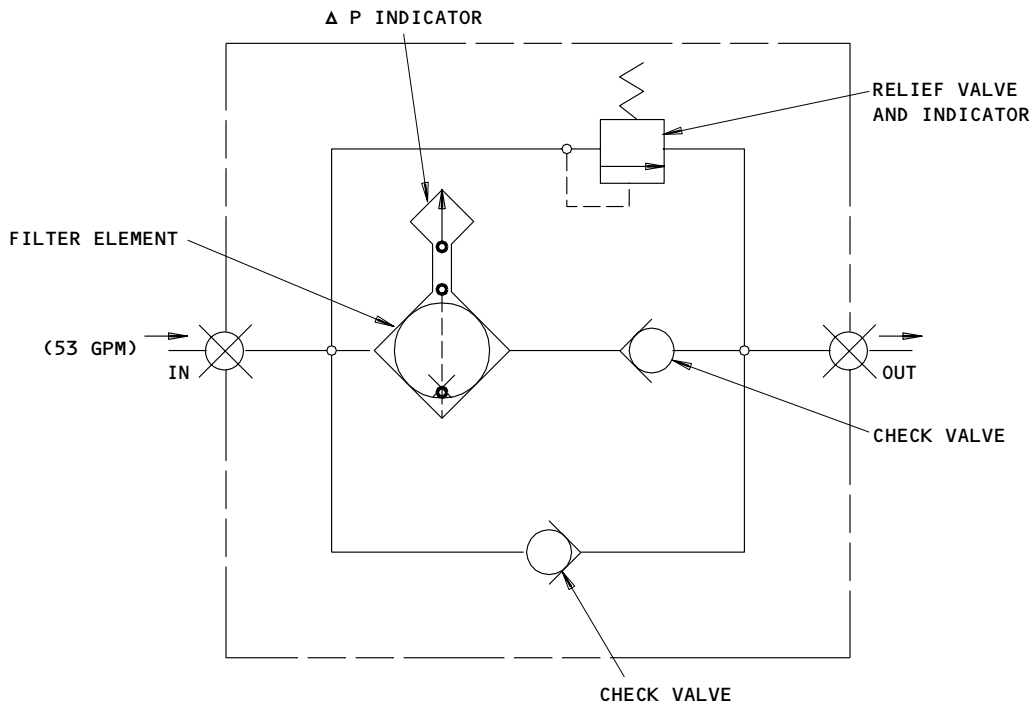 Δ P INDICATOR
RELIEF VALVE
AND INDICATOR
FILTER ELEMENT
(53 GPM)
IN
OUT
CHECK VALVE
CHECK VALVE